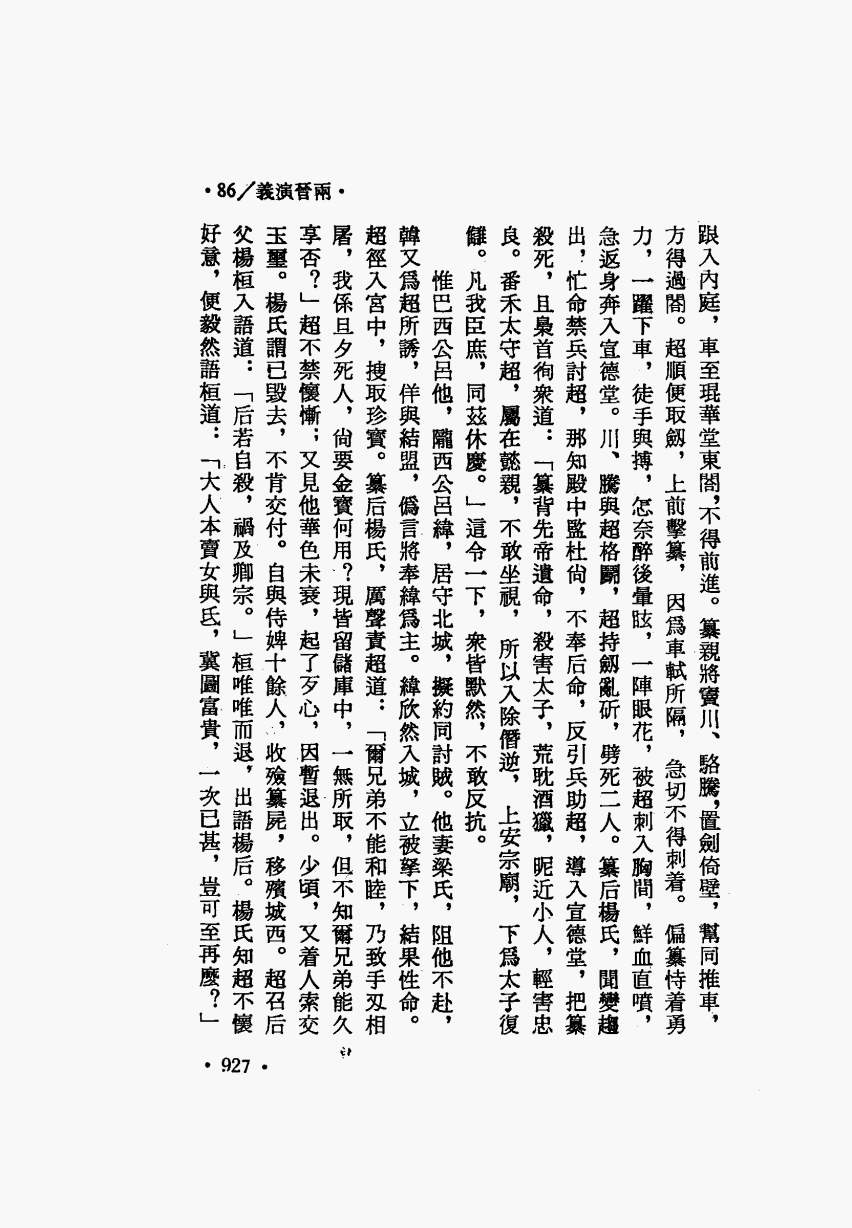 •86／義演晉兩•
跟入內庭，車至琨華堂東閤，不得前進。纂親將竇川、駱騰，置劍倚壁，幫同推車，
方得過閤。超順便取劔，上前擊纂，因爲車軾所隔，急切不得刺着。偏纂恃着勇
力，一躍下車，徒手與搏，怎奈醉後暈眩，一陣眼花，被超刺入胸間，鮮血直噴，
急返身奔入宣德堂。川、騰與超格鬭，超持劔亂斫，劈死二人。纂后楊氏，聞變趨
出，忙命禁兵討超，那知殿中監杜尙，不奉后命，反引兵助超，導入宣德堂，把纂
殺死，且梟首徇衆道：「纂背先帝遺命，殺害太子，荒耽酒獵，昵近小人，輕害忠
良。番禾太守超，屬在懿親，不敢坐視，所以入除僭逆，上安宗廟，下爲太子復
讎。凡我臣庶，同茲休慶。」這令一下，衆皆默然，不敢反抗。
惟巴西公呂他，隴西公呂緯，居守北城，擬約同討賊。他妻梁氏，阻他不赴，
韓又爲超所誘，佯與結盟，僞言將奉緯爲主。緯欣然入城，立被拏下，結果性命。
超徑入宮中，搜取珍寶。纂后楊氏，厲聲責超道：「爾兄弟不能和睦，乃致手刄相
屠，我係旦夕死人，尙要金寶何用？現皆留儲庫中，一無所取，但不知爾兄弟能久
享否？」超不禁懷慚；又見他華色未衰，起了歹心，因暫退出。少頃，又着人索交
玉璽。楊氏謂已毀去，不肯交付。自與侍婢十餘人，收殮纂屍，移殯城西。超召后
父楊桓入語道：「后若自殺，禍及卿宗。」桓唯唯而退，出語楊后。楊氏知超不懷
好意，便毅然語桓道：「大人本賣女與氐，冀圖富貴，一次已甚，豈可至再麼？」
•927•